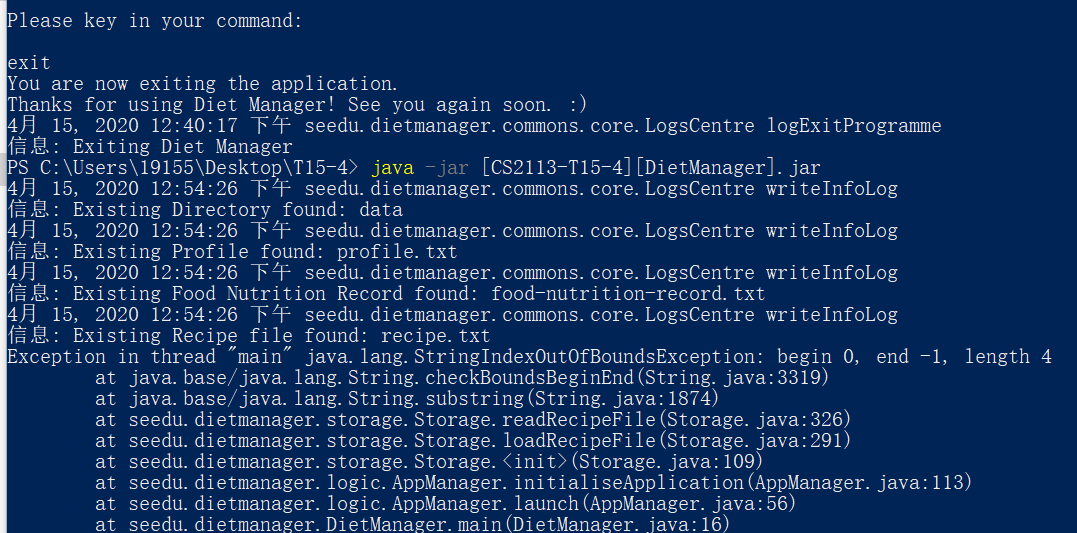 Please key in your command:
exit
You are now exiting the application.
Thanks for using Diet Manager! See you again soon. :)
4月 15, 2020 12:40:17 下午 seedu.dietmanager.commons.core.LogsCentre logExitProgramme
信息: Exiting Diet Manager
PS C:\Users\19155\Desktop\T15-4> java -jar [CS2113-T15-4][DietManager].jar
4月 15, 2020 12:54:26 下午 seedu.dietmanager.commons.core.LogsCentre writeInfoLog
信息: Existing Directory found: data
4月 15, 2020 12:54:26 下午 seedu.dietmanager.commons.core.LogsCentre writeInfoLog
信息: Existing Profile found: profile.txt
4月 15, 2020 12:54:26 下午 seedu.dietmanager.commons.core.LogsCentre writeInfoLog
信息: Existing Food Nutrition Record found: food-nutrition-record.txt
4月 15, 2020 12:54:26 下午 seedu.dietmanager.commons.core.LogsCentre writeInfoLog
信息: Existing Recipe file found: recipe.txt
Exception in thread "main" java.lang.StringIndexOutOfBoundsException: begin 0, end -1, length 4
at java.base/java.lang.String.checkBoundsBeginEnd(String.java:3319)
at java.base/java.lang.String.substring(String.java:1874)
at seedu.dietmanager.storage.Storage.readRecipeFile(Storage.java:326)
at seedu.dietmanager.storage.Storage.loadRecipeFile(Storage.java:291)
at seedu.dietmanager.storage.Storage.<init>(Storage.java:109)
at seedu.dietmanager.logic.AppManager.initialiseApplication(AppManager.java:113)
at seedu.dietmanager.logic.AppManager.launch(AppManager.java:56)
at seedu.dietmanager.DietManager.main(DietManager.java:16)